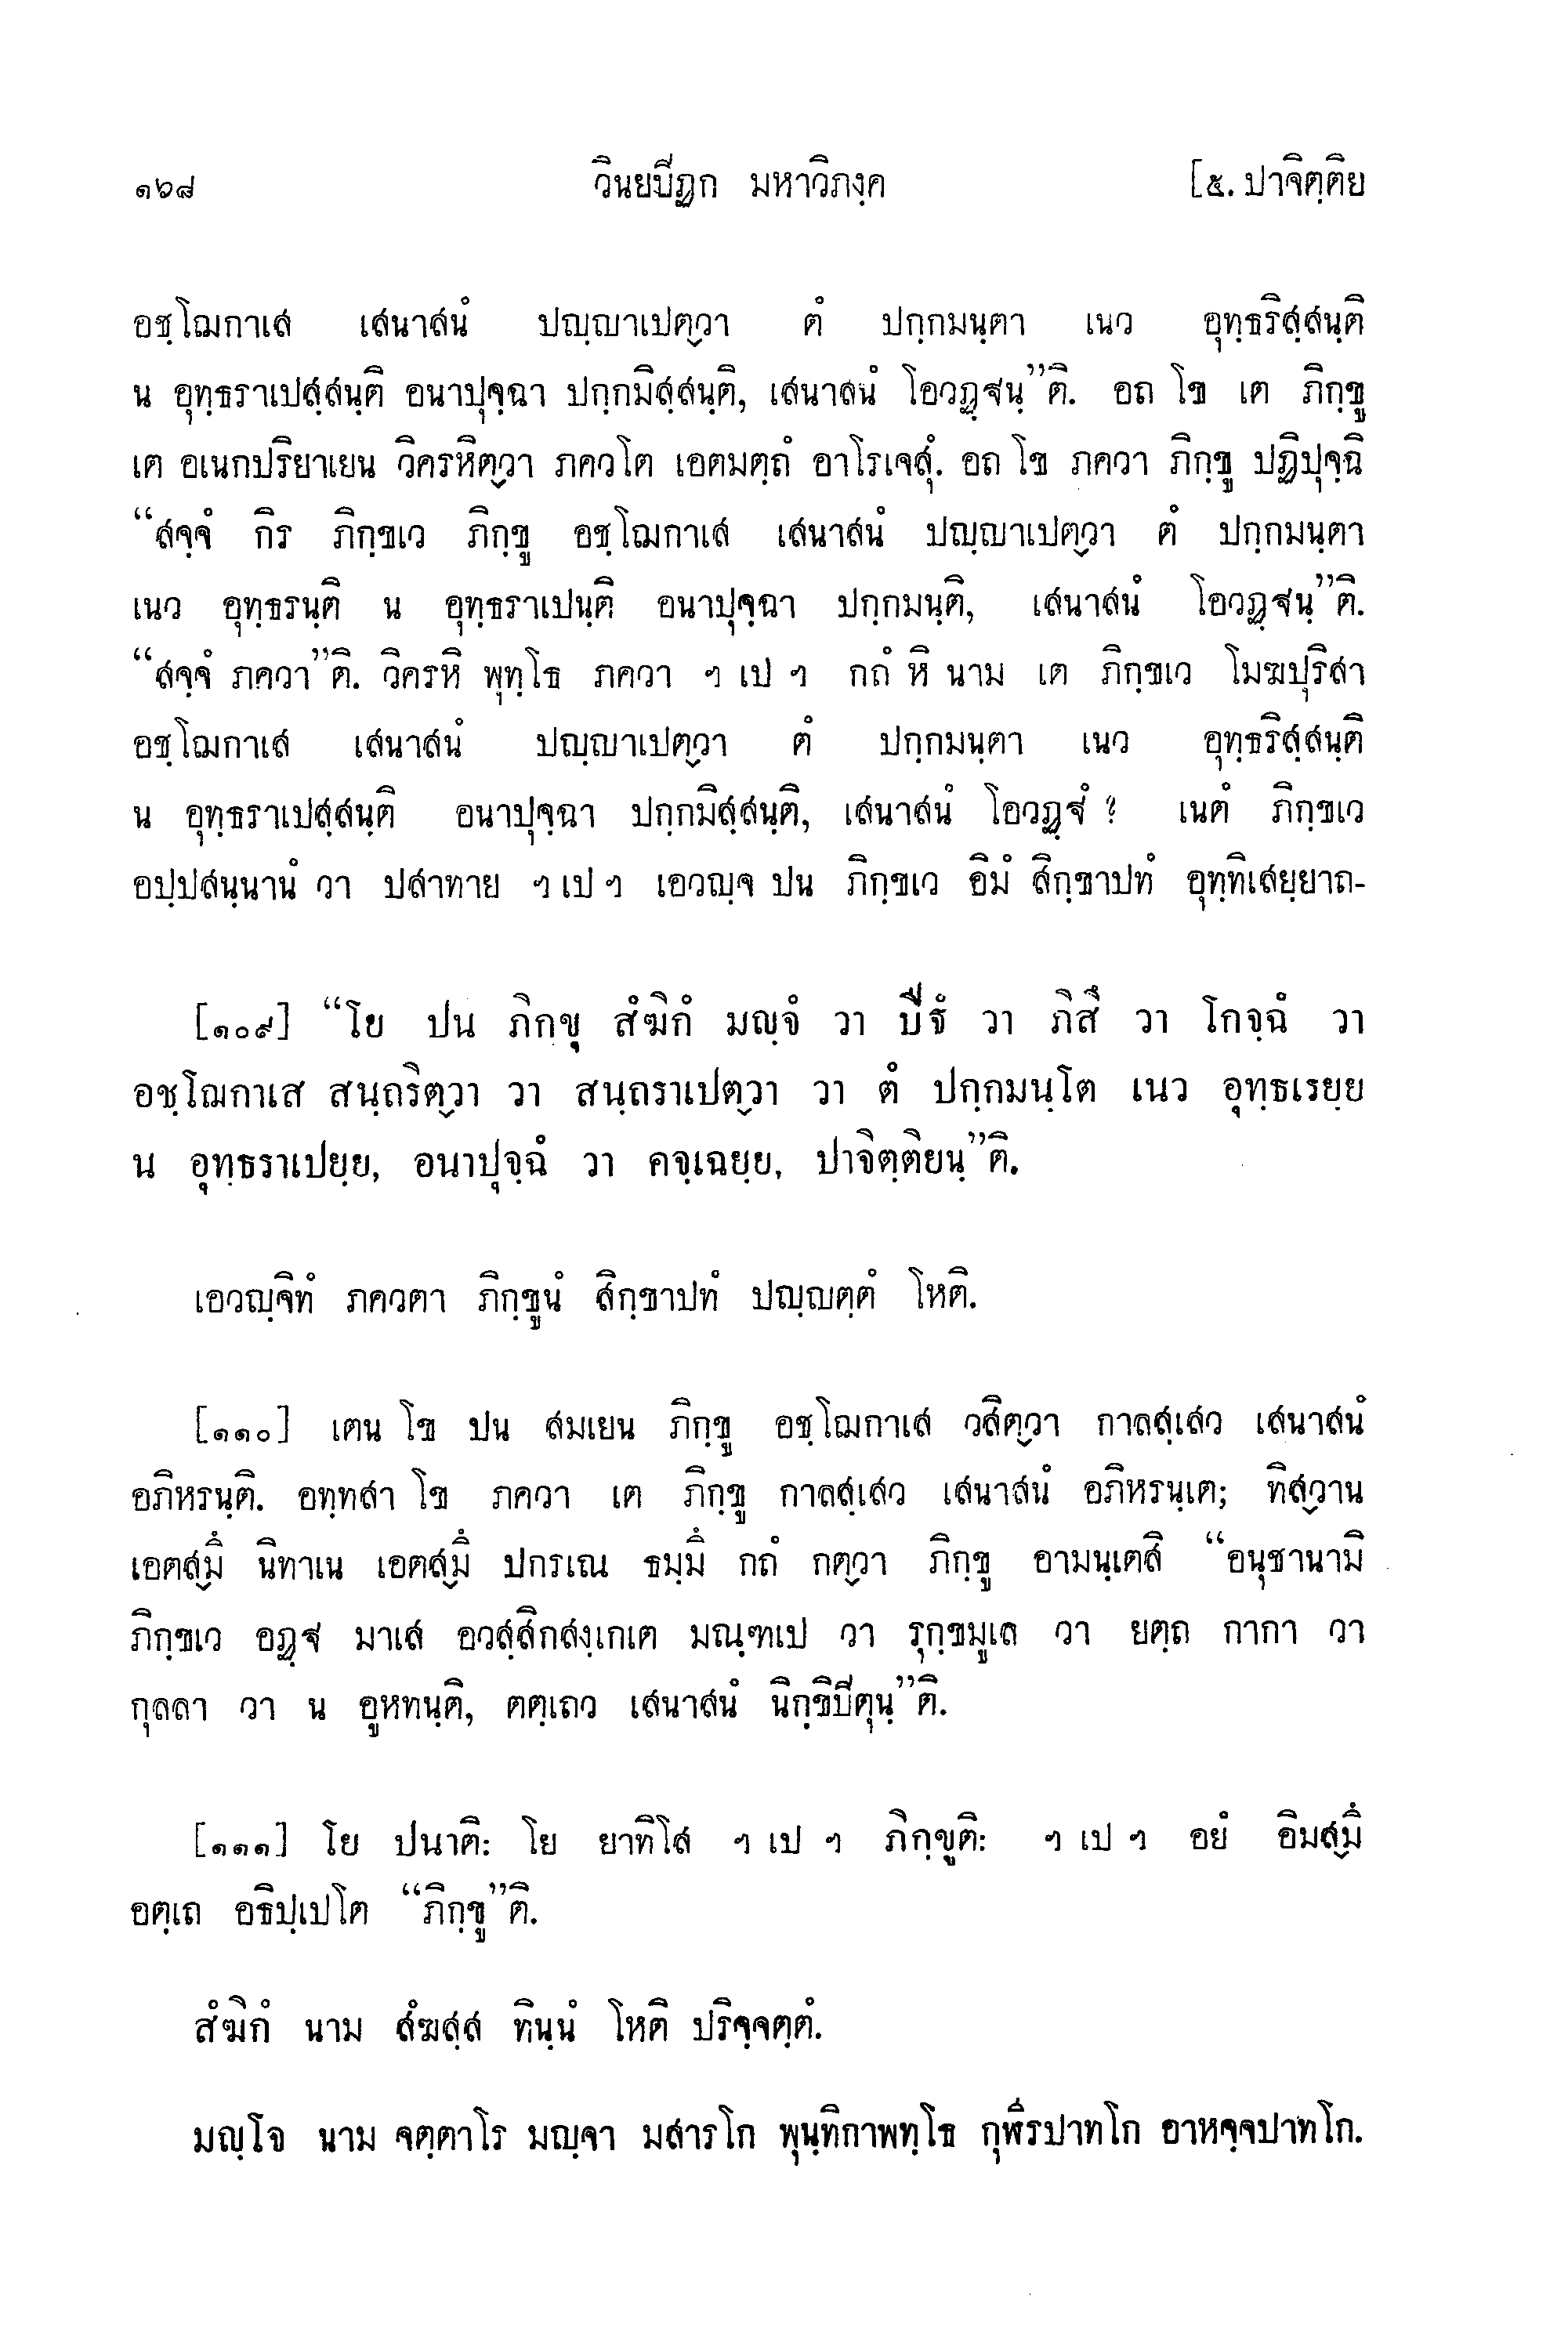 ๑๖๘ วินยปิฏก มหาวิภงฺค [๕. ปาจิตฺติย
อชฺโฌกาเส เสนาสนํ ปญฺญาเปตฺวา ตํ ปกฺกมนฺตา เนว อุทฺธริสฺสนฺติ
น อุทฺธราเปสฺสนฺติ อนาปุจฺฉา ปกฺกมิสฺสนฺติ, เสนาสนํ โอวฏฺฐนฺ”ติ. อถ โข เต ภิกฺขู
เต อเนกปริยาเยน วิครหิตฺวา ภควโต เอตมตฺถํ อาโรเจสุํ. อถ โข ภควา ภิกฺขู ปฏิปุจฺฉิ
“สจฺจํ กิร ภิกฺขเว ภิกฺขู อชฺโฌกาเส เสนาสนํ ปญฺญาเปตฺวา ตํ ปกฺกมนฺตา
เนว อุทฺธรนฺติ น อุทฺธราเปนฺติ อนาปุจฺฉา ปกฺกมนฺติ, เสนาสนํ โอวฏฺฐนฺ”ติ.
“สจฺจํ ภควา”ติ. วิครหิ พุทฺโธ ภควา ฯ เป ฯ กถํ หิ นาม เต ภิกฺขเว โมฆปุริสา
อชฺโฌกาเส เสนาสนํ ปญฺญาเปตฺวา ตํ ปกฺกมนฺตา เนว อุทฺธริสฺสนฺติ
น อุทฺธราเปสฺสนฺติ อนาปุจฺฉา ปกฺกมิสฺสนฺติ, เสนาสนํ โอวฏฺฐํ ? เนตํ ภิกฺขเว
อปฺปสนฺนานํ วา ปสาทาย ฯ เป ฯ เอวญฺจ ปน ภิกฺขเว อิมํ สิกฺขาปทํ อุทฺทิเสยฺยาถ-
[๑๐๙] “โย ปน ภิกฺขุ สํฆิกํ มญฺจํ วา ปีฐํ วา ภิสึ วา โกจฺฉํ วา
อชฺโฌกาเส สนฺถริตฺวา วา สนฺถราเปตฺวา วา ตํ ปกฺกมนฺโต เนว อุทฺธเรยฺย
น อุทฺธราเปยฺย, อนาปุจฺฉํ วา คจฺเฉยฺย, ปาจิตฺติยนฺ”ติ.
เอวญฺจิทํ ภควตา ภิกฺขูนํ สิกฺขาปทํ ปญฺญตฺตํ โหติ.
[๑๑๐] เตน โข ปน สมเยน ภิกฺขู อชฺโฌกาเส วสิตฺวา กาลสฺเสว เสนาสนํ
อภิหรนฺติ. อทฺทสา โข ภควา เต ภิกฺขู กาลสฺเสว เสนาสนํ อภิหรนฺเต; ทิสฺวาน
เอตสฺมึ นิทาเน เอตสฺมึ ปกรเณ ธมฺมึ กถํ กตฺวา ภิกฺขู อามนฺเตสิ “อนุชานามิ
ภิกฺขเว อฏฺฐ มาเส อวสฺสิกสงฺเกเต มณฺฑเป วา รุกฺขมูเล วา ยตฺถ กากา วา
กุลลา วา น อูหทนฺติ, ตตฺเถว เสนาสนํ นิกฺขิปิตุนฺ”ติ.
[๑๑๑] โย ปนาติ: โย ยาทิโส ฯ เป ฯ ภิกฺขูติ: ฯ เป ฯ อยํ อิมสฺมึ
อตฺเถ อธิปฺเปโต “ภิกฺขู”ติ.
สํฆิกํ นาม สํฆสฺส ทินฺนํ โหติ ปริจฺจตฺตํ.
มญฺโจ นาม จตฺตาโร มญฺจา มสารโก พุนฺทิกาพทฺโธ กุฬีรปาทโก อาหจฺจปาทโก.